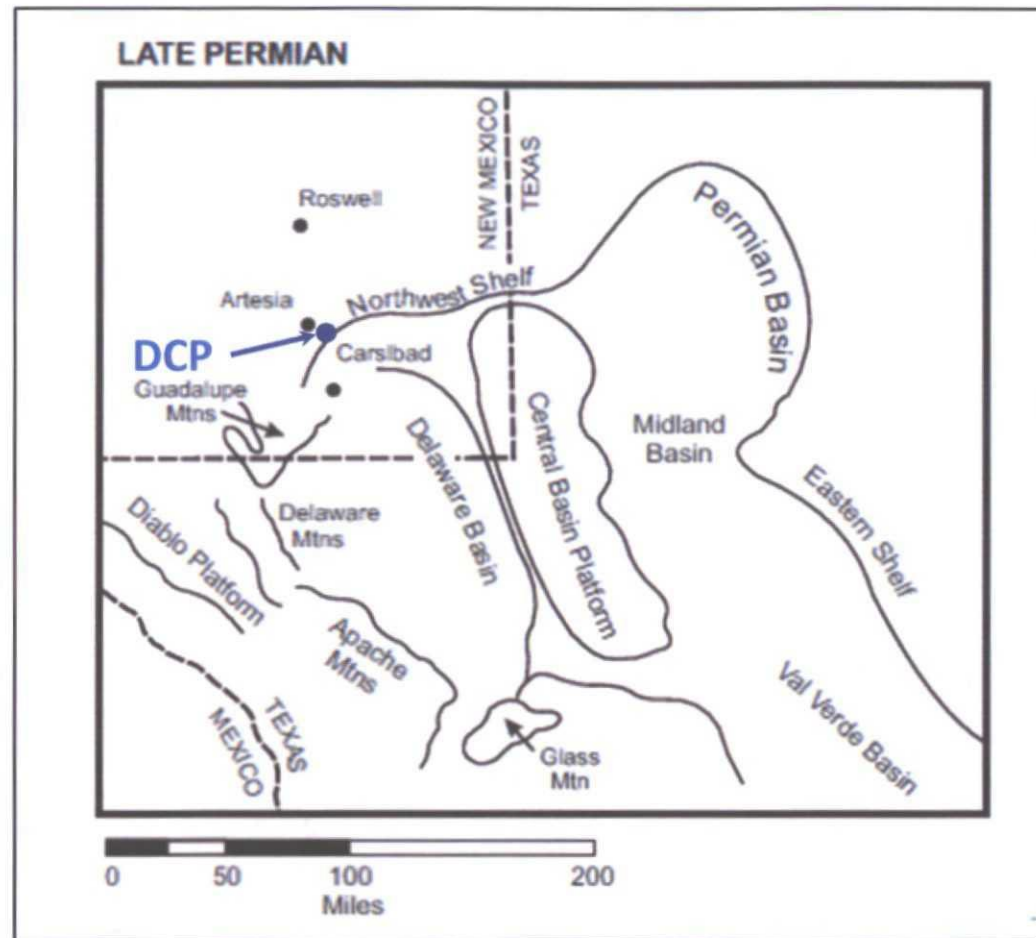 LATE PERMIAN
NEW MEXICO
TEXAS
Roswell
Permian Basin
Northwest Shelf
Artesia
DCP
Carslbad
Guadalupe
Mtns
Midland
Basin
Delaware Basin
Central Basin Platform
Eastern Shelf
Delaware
Mtns
Diablo Platform
Apache
Mtns
Val Verde Basin
TEXAS
MEXICO
Glass
Mtn
0 50 100 200
Miles